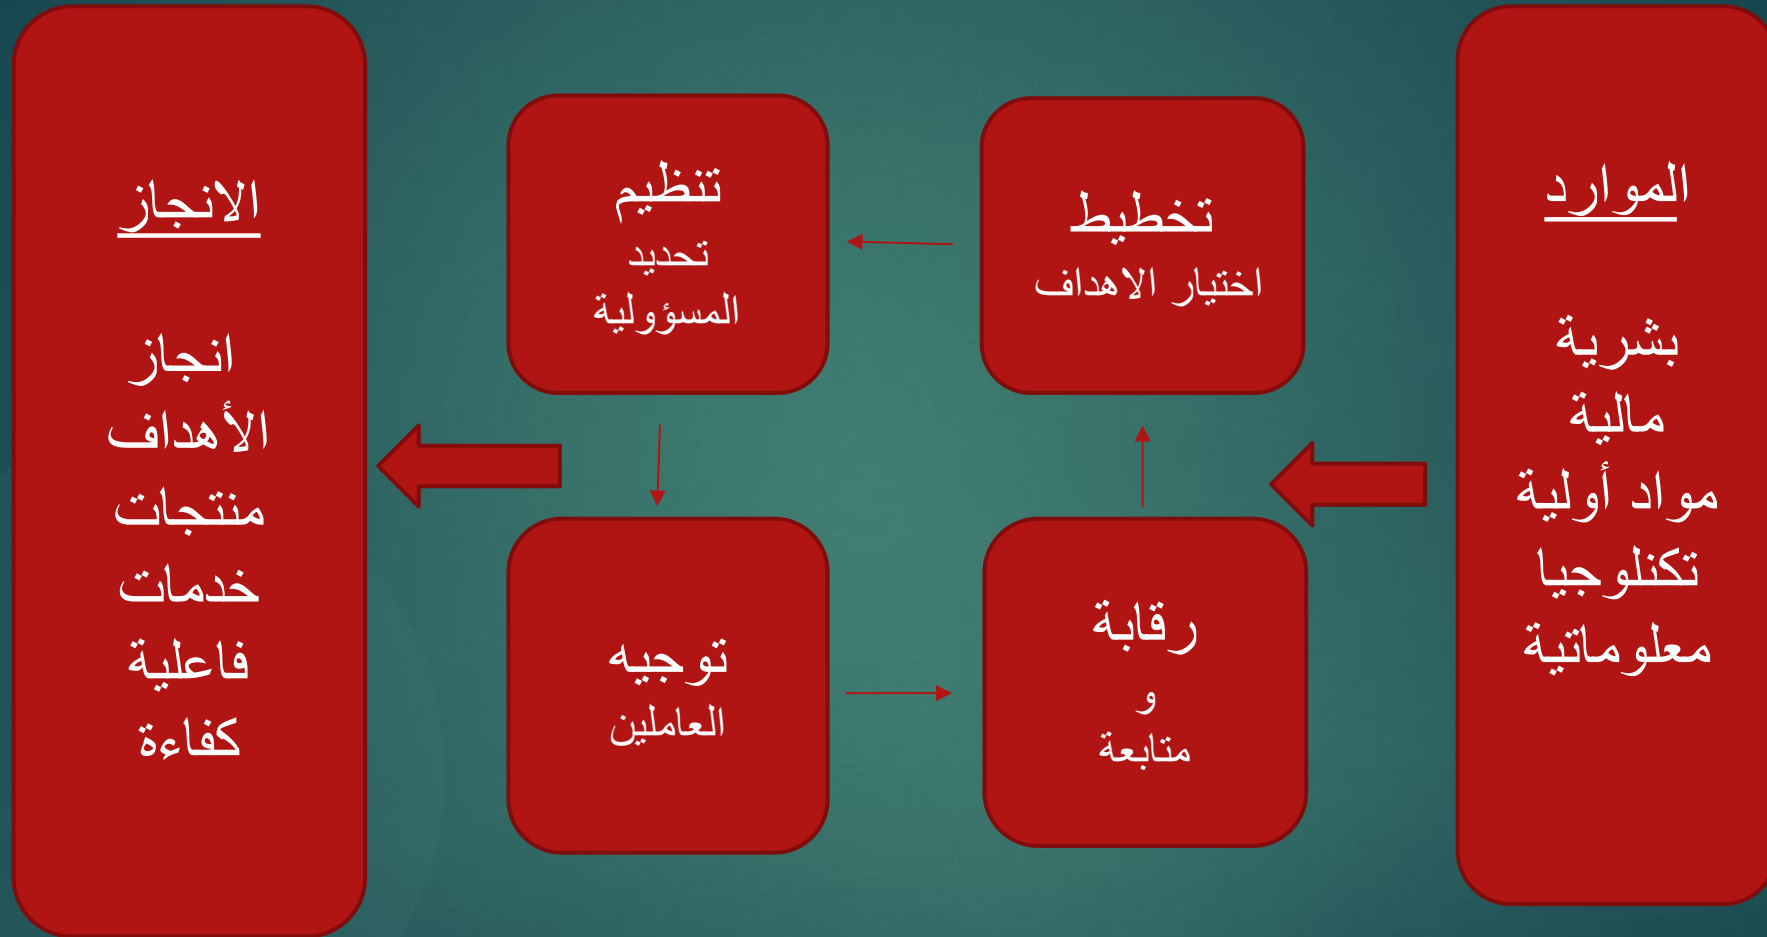 الموارد
بشرية
مالية
مواد أولية
تكنلوجيا
معلوماتية
تخطيط
اختيار الاهداف
تنظيم
تحديد
المسؤولية
توجيه
العاملين
رقابة
و
متابعة
الانجاز
انجاز
الأهداف
منتجات
خدمات
فاعلية
كفاءة